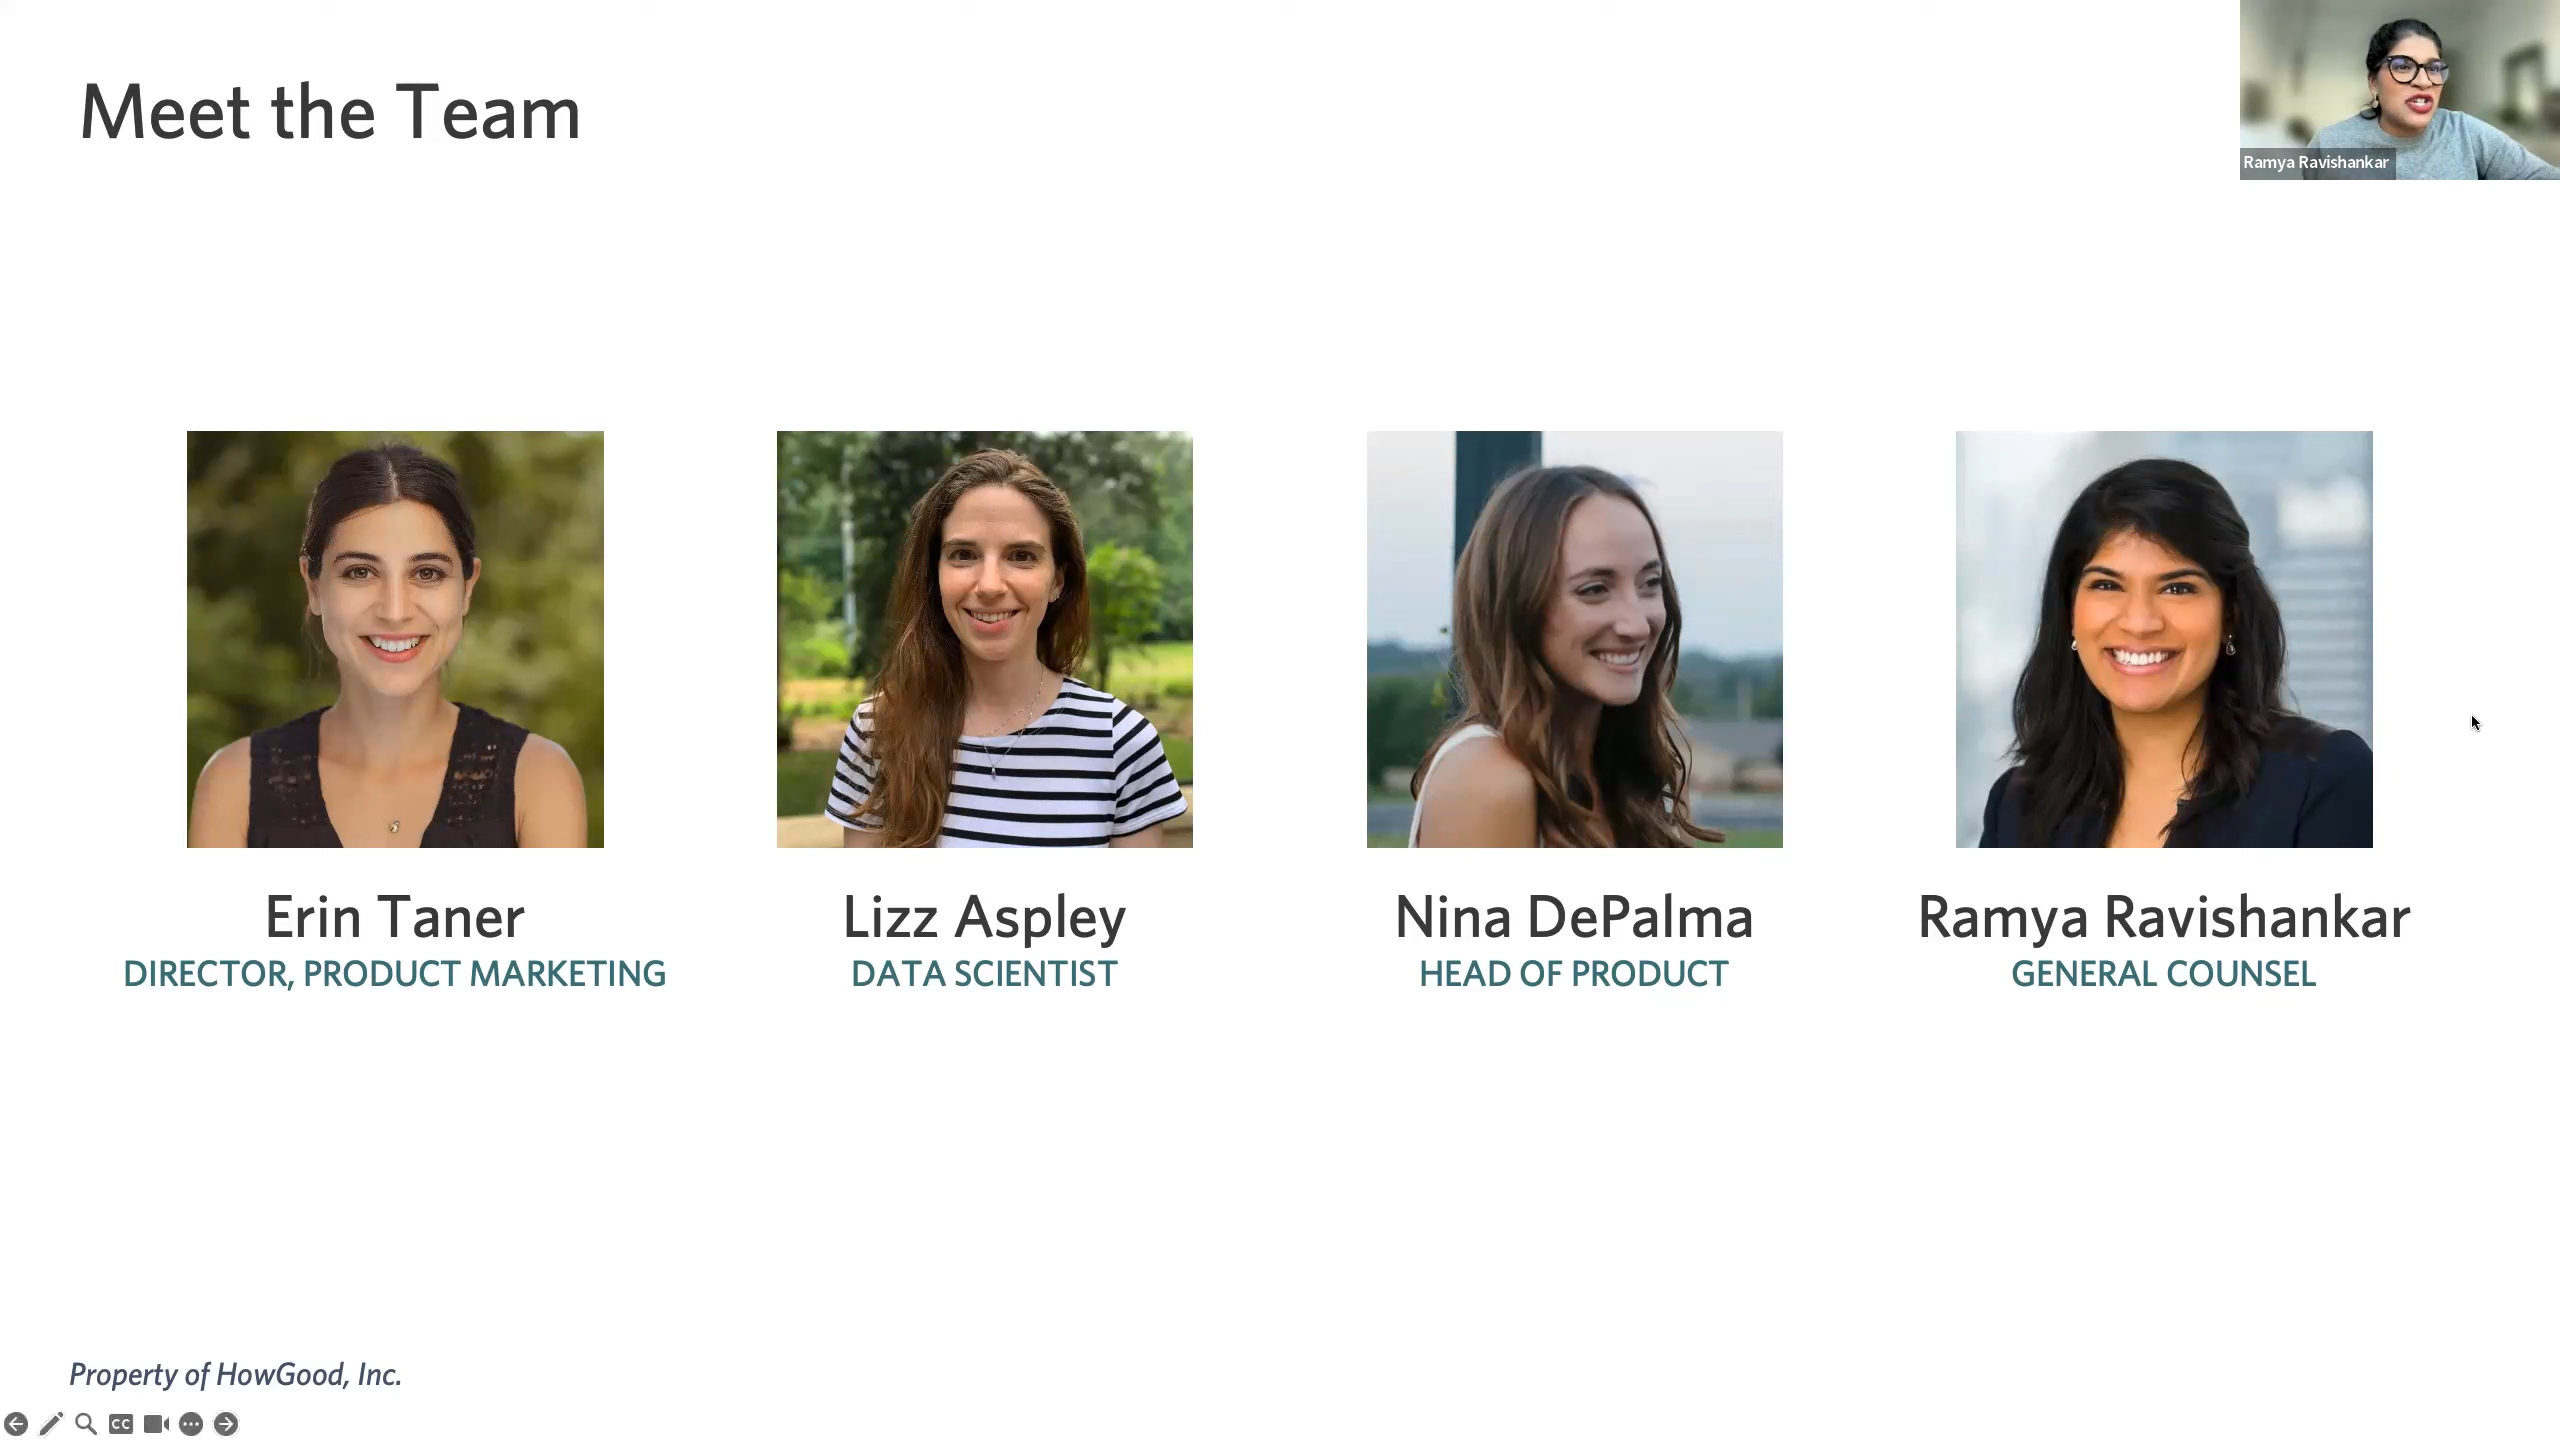 Meet the Team
Ramya Ravishankar
Erin Taner
DIRECTOR, PRODUCT MARKETING
Lizz Aspley
DATA SCIENTIST
Nina DePalma
HEAD OF PRODUCT
Ramya Ravishankar
GENERAL COUNSEL
Property of HowGood, Inc.
CC